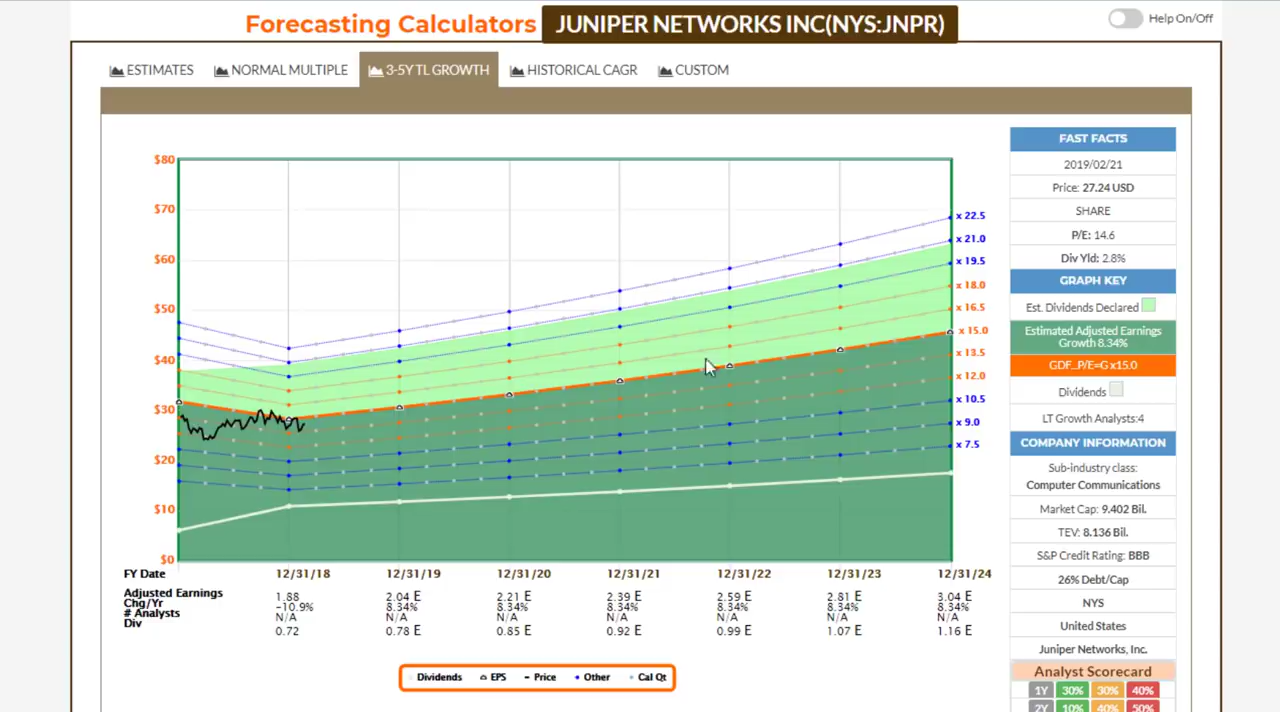 Forecasting Calculators JUNIPER NETWORKS INC(NYS:JNPR)
Help On/Off
ESTIMATES NORMAL MULTIPLE 3-5Y TL GROWTH HISTORICAL CAGR CUSTOM
$80
$70
$60
$50
$40
$30
$20
$10
$0
x 22.5
x 21.0
x 19.5
x 18.0
x 16.5
x 15.0
x 13.5
x 12.0
x 10.5
x 9.0
x 7.5
FY Date 12/31/18 12/31/19 12/31/20 12/31/21 12/31/22 12/31/23 12/31/24
Adjusted Earnings 1.88 2.04 E 2.21 E 2.39 E 2.59 E 2.81 E 3.04 E
Chg/Yr -10.9% 8.34% 8.34% 8.34% 8.34% 8.34% 8.34%
# Analysts N/A N/A N/A N/A N/A N/A N/A
Div 0.72 0.78 E 0.85 E 0.92 E 0.99 E 1.07 E 1.16 E
Dividends EPS Price Other Cal Qt
FAST FACTS
2019/02/21
Price: 27.24 USD
SHARE
P/E: 14.6
Div Yld: 2.8%
GRAPH KEY
Est. Dividends Declared
Estimated Adjusted Earnings
Growth 8.34%
GDF_P/E=G x15.0
Dividends
LT Growth Analysts:4
COMPANY INFORMATION
Sub-industry class:
Computer Communications
Market Cap: 9.402 Bil.
TEV: 8.136 Bil.
S&P Credit Rating: BBB
26% Debt/Cap
NYS
United States
Juniper Networks, Inc.
Analyst Scorecard
1Y 30% 30% 40%
2Y 10% 40% 50%